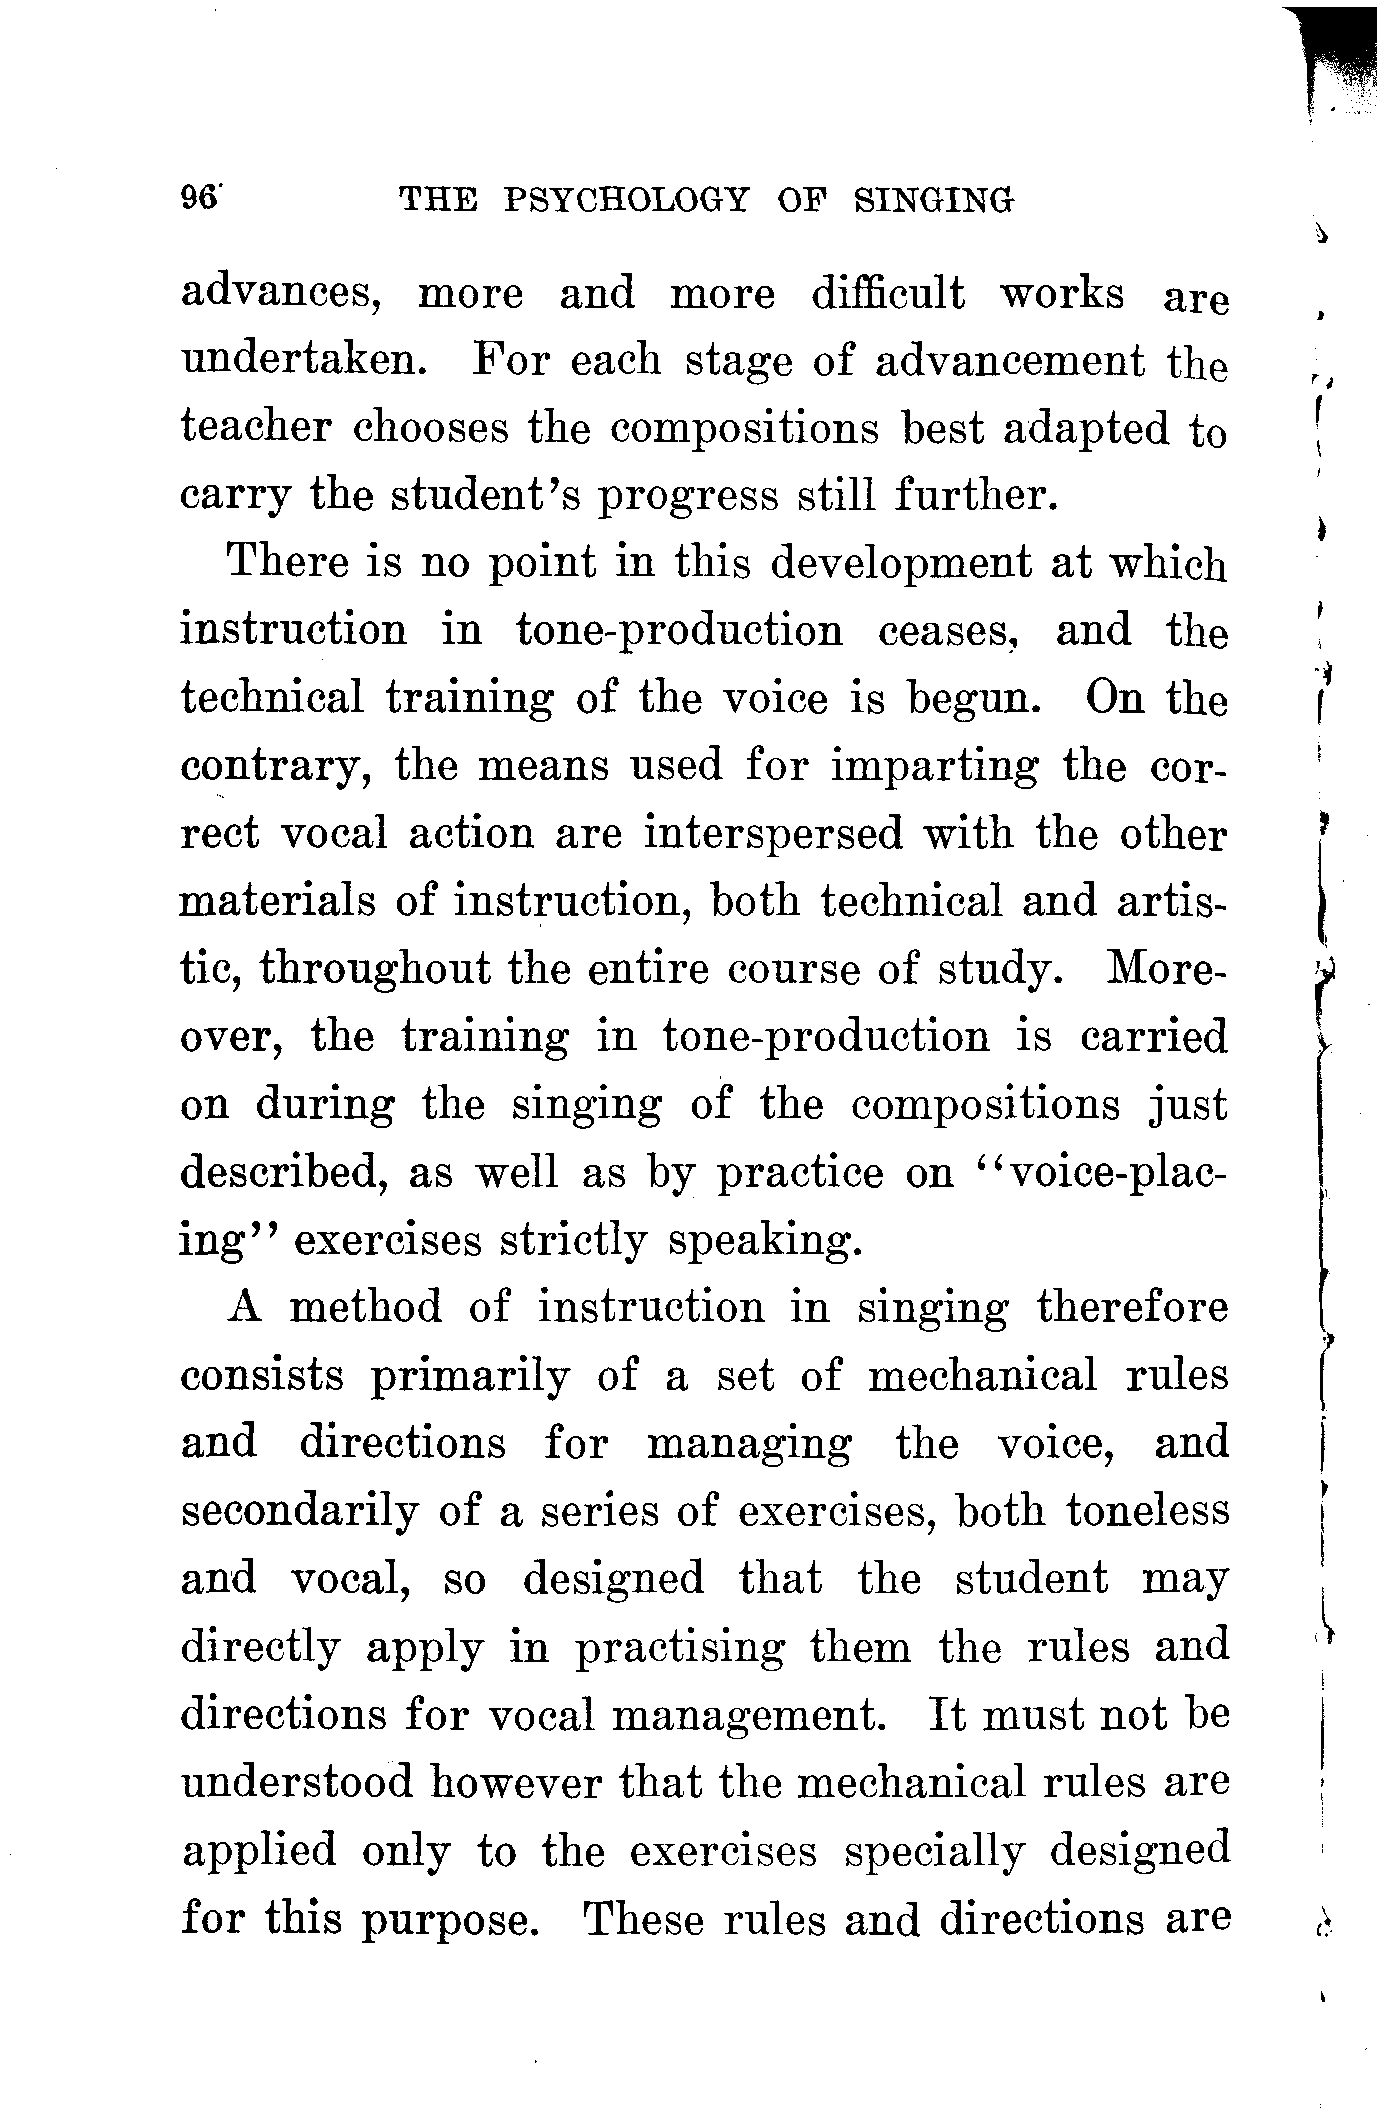 96 THE PSYCHOLOGY OF SINGING
advances, more and more difficult works are
undertaken. For each stage of advancement the
teacher chooses the compositions best adapted to
carry the student's progress still further.
There is no point in this development at which
instruction in tone-production ceases, and the
technical training of the voice is begun. On the
contrary, the means used for imparting the cor-
rect vocal action are interspersed with the other
materials of instruction, both technical and artis-
tic, throughout the entire course of study. More-
over, the training in tone-production is carried
on during the singing of the compositions just
described, as well as by practice on "voice-plac-
ing" exercises strictly speaking.
A method of instruction in singing therefore
consists primarily of a set of mechanical rules
and directions for managing the voice, and
secondarily of a series of exercises, both toneless
and vocal, so designed that the student may
directly apply in practising them the rules and
directions for vocal management. It must not be
understood however that the mechanical rules are
applied only to the exercises specially designed
for this purpose. These rules and directions are